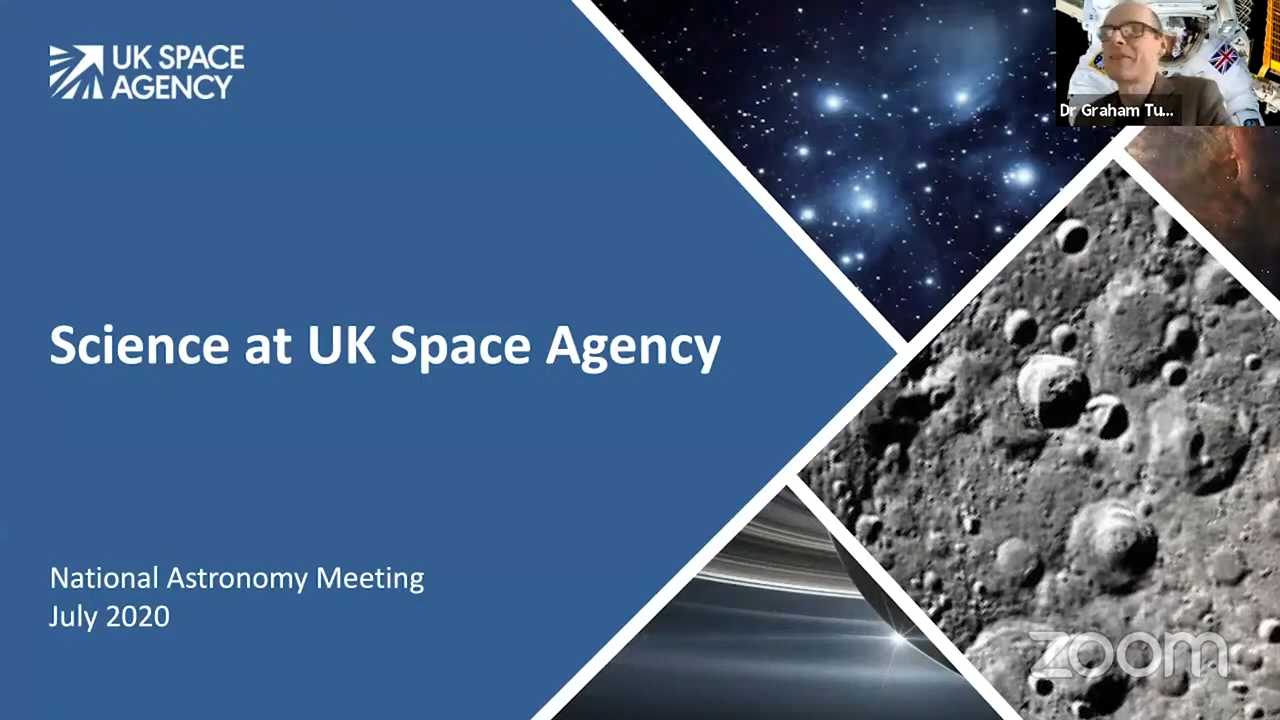 UK SPACE
AGENCY
Dr Graham Tu...
Science at UK Space Agency
National Astronomy Meeting
July 2020
zoom